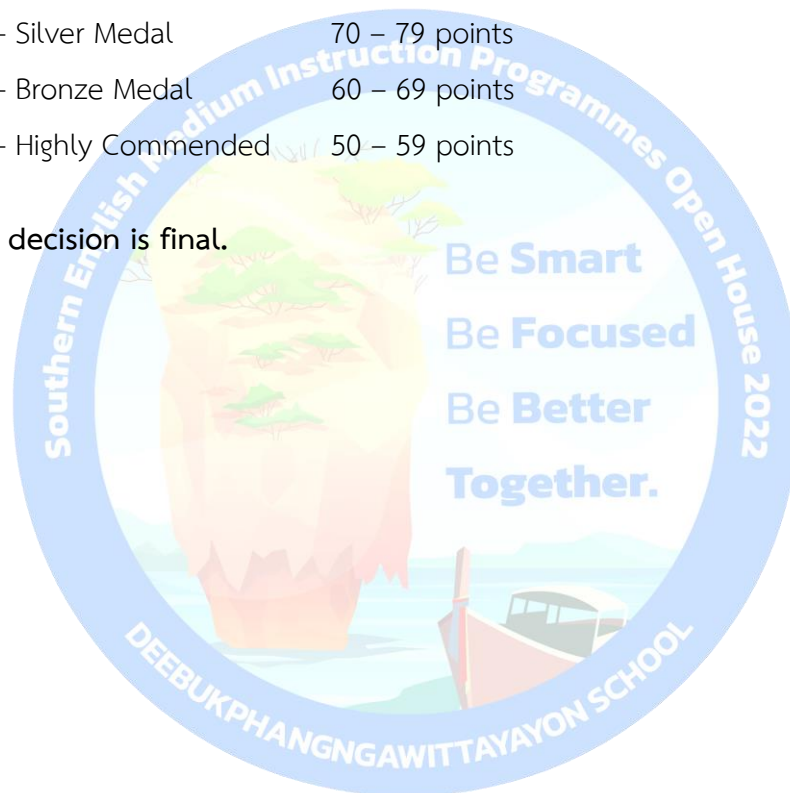 - Silver Medal 70 – 79 points
- Bronze Medal 60 – 69 points
- Highly Commended 50 – 59 points
decision is final.
Southern English Medium Instruction Programmes Open House 2022
Be Smart
Be Focused
Be Better
Together.
DEEBUKPHANGNGAWITTAYAYON SCHOOL